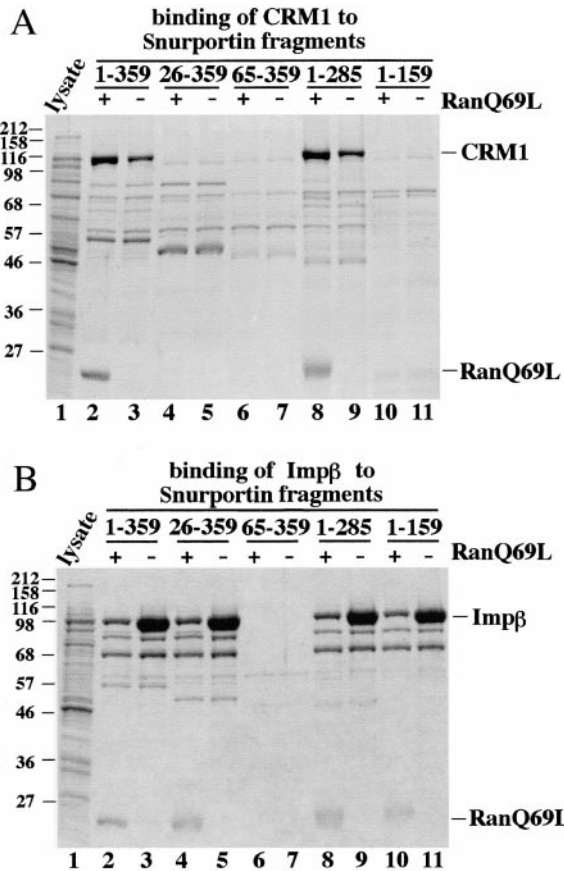 A
binding of CRM1 to
Snurportin fragments
1-359 26-359 65-359 1-285 1-159
lysate
+ - + - + - + - + - RanQ69L
212
158
116
98
68
57
46
36
27
CRM1
RanQ69L
1 2 3 4 5 6 7 8 9 10 11
B
binding of Impβ to
Snurportin fragments
1-359 26-359 65-359 1-285 1-159
lysate
+ - + - + - + - + - RanQ69L
212
158
116
98
68
57
46
36
27
Impβ
RanQ69L
1 2 3 4 5 6 7 8 9 10 11